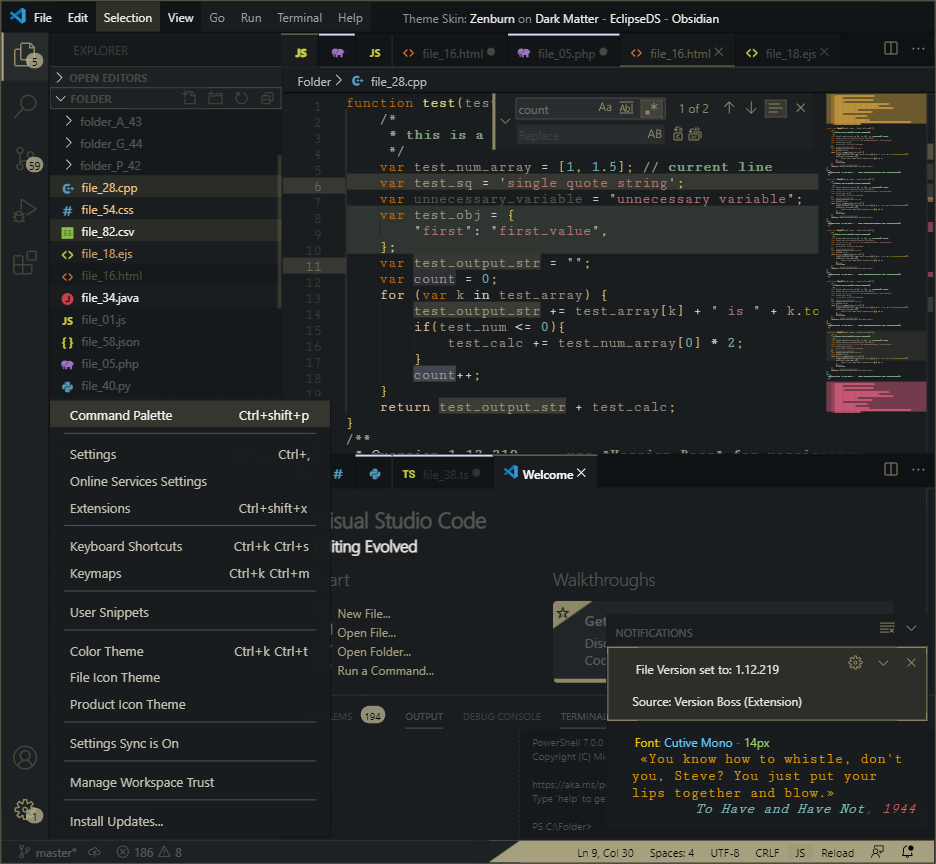 File Edit Selection View Go Run Terminal Help
Theme Skin: Zenburn on Dark Matter - EclipseDS - Obsidian
EXPLORER
5
OPEN EDITORS
FOLDER
folder_A_43
folder_G_44
folder_P_42
59
file_28.cpp
file_54.css
file_82.csv
file_18.ejs
file_16.html
file_34.java
file_01.js
file_58.json
file_05.php
file_40.py
JS JS file_16.html file_05.php file_16.html file_18.ejs
Folder > file_28.cpp
count Aa Ab| .* 1 of 2
Replace AB
1
2
3
4
5
6
7
8
9
10
11
12
13
14
15
16
17
18
19
function test(tes
/*
* this is a
*/
var test_num_array = [1, 1.5]; // current line
var test_sq = 'single quote string';
var unnecessary_variable = "unnecessary variable";
var test_obj = {
"first": "first_value",
};
var test_output_str = "";
var count = 0;
for (var k in test_array) {
test_output_str += test_array[k] + " is " + k.to
if(test_num <= 0){
test_calc += test_num_array[0] * 2;
}
count++;
}
return test_output_str + test_calc;
}
/**
Command Palette Ctrl+shift+p
Settings Ctrl+,
Online Services Settings
Extensions Ctrl+shift+x
Keyboard Shortcuts Ctrl+k Ctrl+s
Keymaps Ctrl+k Ctrl+m
User Snippets
Color Theme Ctrl+k Ctrl+t
File Icon Theme
Product Icon Theme
Settings Sync is On
Manage Workspace Trust
Install Updates...
1
# TS file_38.ts Welcome
isual Studio Code
iting Evolved
art
New File...
Open File...
Open Folder...
Run a Command...
Walkthroughs
Get
Disc
Coc
EMS 194 OUTPUT DEBUG CONSOLE TERMINA
PowerShell 7.0.0
Copyright (C) Mi
https://aka.ms/p
Type 'help' to ge
PS C:\Folder>
NOTIFICATIONS
File Version set to: 1.12.219
Source: Version Boss (Extension)
Font: Cutive Mono - 14px
«You know how to whistle, don't
you, Steve? You just put your
lips together and blow.»
To Have and Have Not, 1944
master* 186 8
Ln 9, Col 30 Spaces: 4 UTF-8 CRLF JS Reload